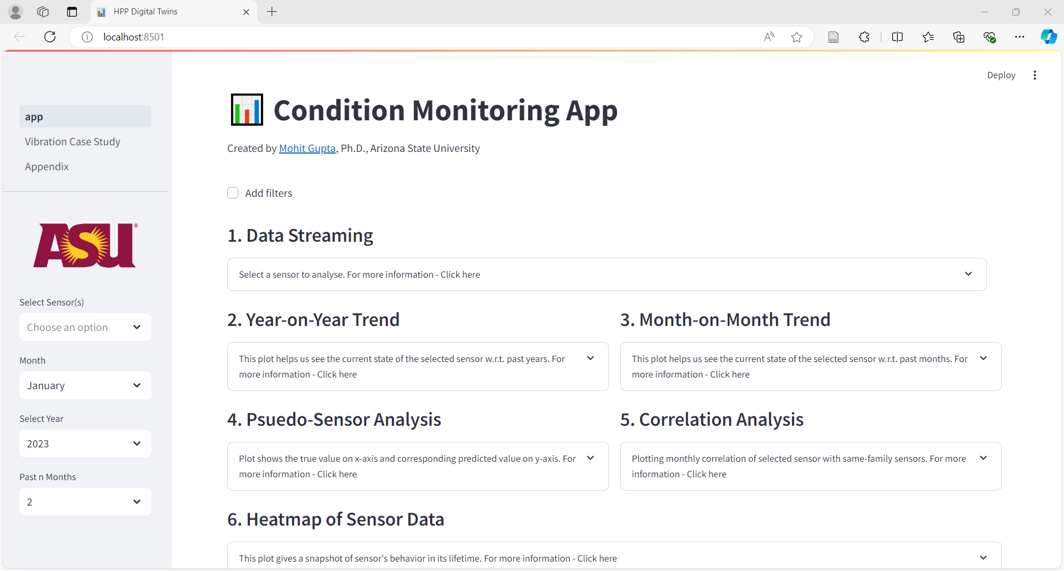 HPP Digital Twins
localhost:8501
Deploy
app
Vibration Case Study
Appendix
ASU
Select Sensor(s)
Choose an option
Month
January
Select Year
2023
Past n Months
2
Condition Monitoring App
Created by Mohit Gupta, Ph.D., Arizona State University
Add filters
1. Data Streaming
Select a sensor to analyse. For more information - Click here
2. Year-on-Year Trend
This plot helps us see the current state of the selected sensor w.r.t. past years. For
more information - Click here
3. Month-on-Month Trend
This plot helps us see the current state of the selected sensor w.r.t. past months. For
more information - Click here
4. Psuedo-Sensor Analysis
Plot shows the true value on x-axis and corresponding predicted value on y-axis. For
more information - Click here
5. Correlation Analysis
Plotting monthly correlation of selected sensor with same-family sensors. For more
information - Click here
6. Heatmap of Sensor Data
This plot gives a snapshot of sensor's behavior in its lifetime. For more information - Click here